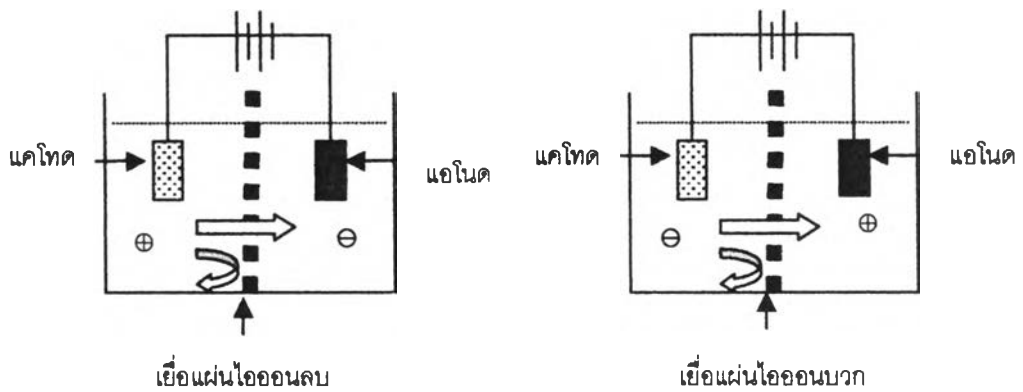 แคโทด
แอโนด
⊕
⊖
เยื่อแผ่นไอออนลบ
แคโทด
แอโนด
⊖
⊕
เยื่อแผ่นไอออนบวก